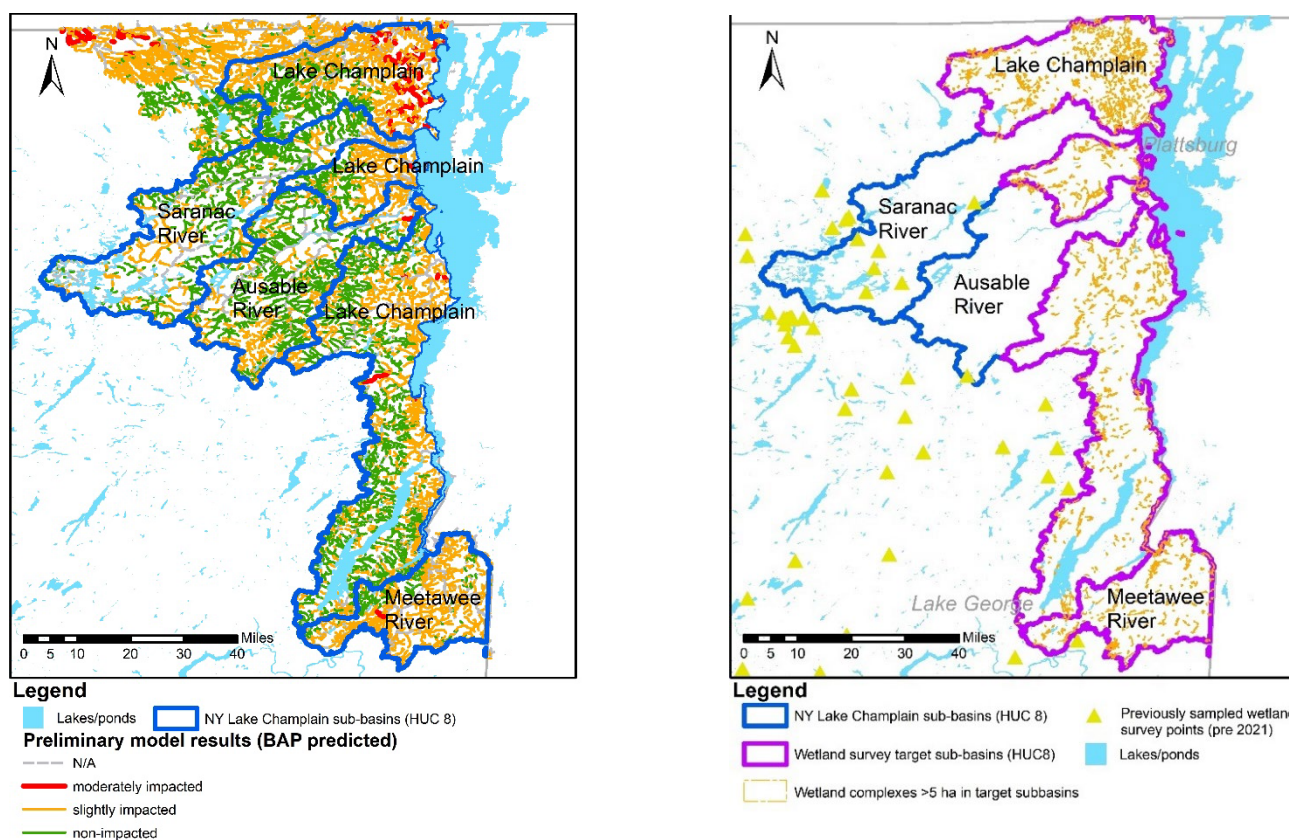 N
Lake Champlain
Lake Champlain
Saranac
River
Ausable
River
Lake Champlain
Meetawee
River
Miles
0 5 10 20 30 40
Legend
Lakes/ponds
NY Lake Champlain sub-basins (HUC 8)
Preliminary model results (BAP predicted)
N/A
moderately impacted
slightly impacted
non-impacted
N
Lake Champlain
Plattsburg
Saranac
River
Ausable
River
Lake George
Meetawee
River
Miles
0 5 10 20 30 40
Legend
NY Lake Champlain sub-basins (HUC 8)
Previously sampled wetland
survey points (pre 2021)
Wetland survey target sub-basins (HUC8)
Lakes/ponds
Wetland complexes >5 ha in target subbasins